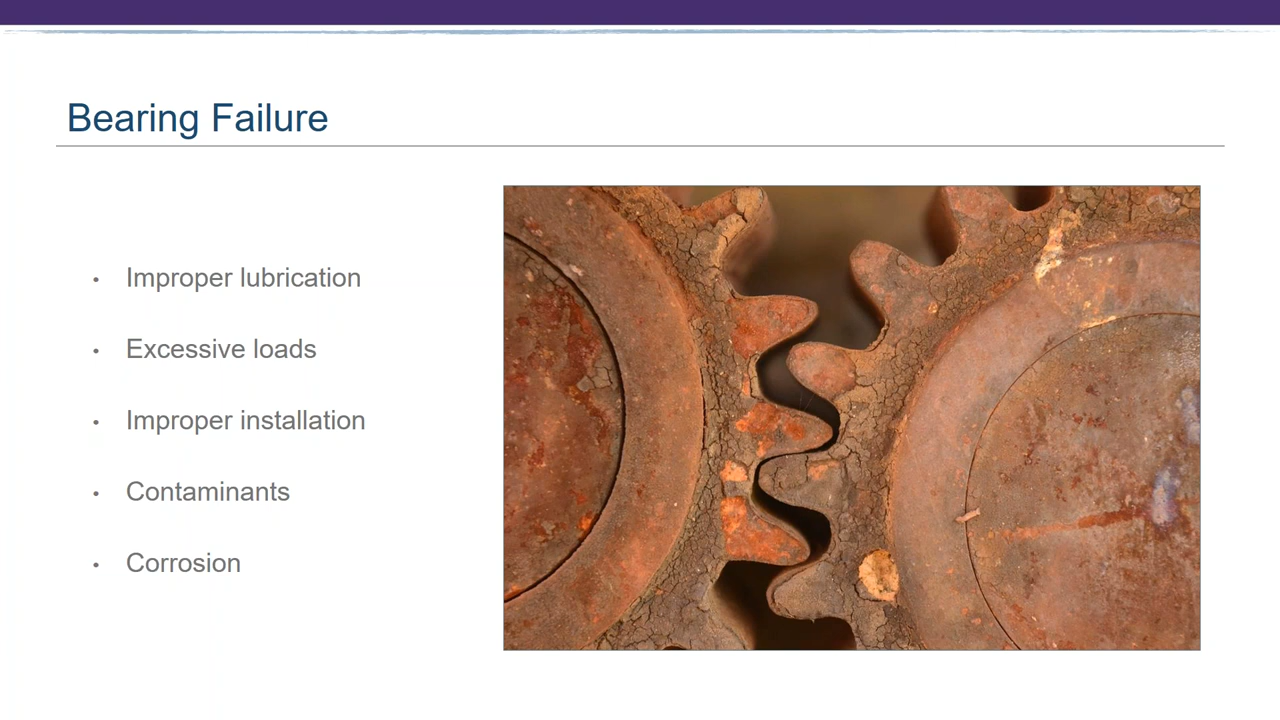 Bearing Failure
• Improper lubrication
• Excessive loads
• Improper installation
• Contaminants
• Corrosion